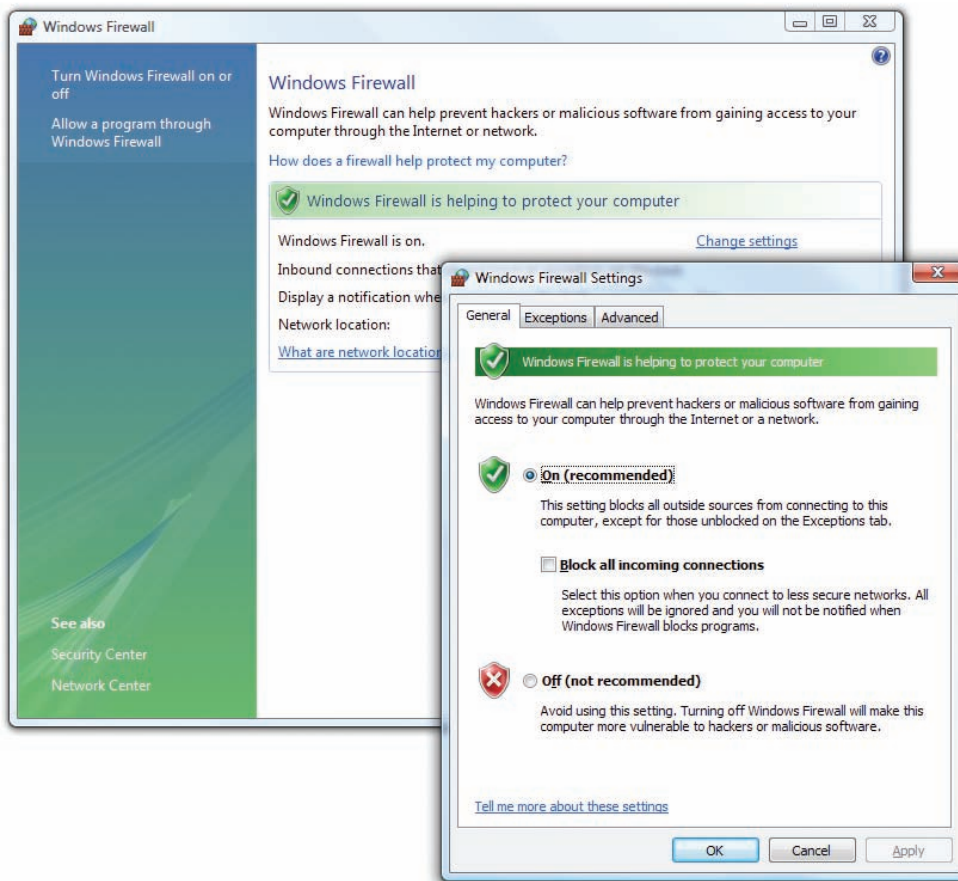 Windows Firewall
Turn Windows Firewall on or
off
Allow a program through
Windows Firewall
See also
Security Center
Network Center
Windows Firewall
Windows Firewall can help prevent hackers or malicious software from gaining access to your
computer through the Internet or network.
How does a firewall help protect my computer?
Windows Firewall is helping to protect your computer
Windows Firewall is on.
Change settings
Inbound connections that
Display a notification whe
Network location:
What are network location
Windows Firewall Settings
General
Exceptions
Advanced
Windows Firewall is helping to protect your computer
Windows Firewall can help prevent hackers or malicious software from gaining
access to your computer through the Internet or a network.
On (recommended)
This setting blocks all outside sources from connecting to this
computer, except for those unblocked on the Exceptions tab.
Block all incoming connections
Select this option when you connect to less secure networks. All
exceptions will be ignored and you will not be notified when
Windows Firewall blocks programs.
Off (not recommended)
Avoid using this setting. Turning off Windows Firewall will make this
computer more vulnerable to hackers or malicious software.
Tell me more about these settings
OK
Cancel
Apply